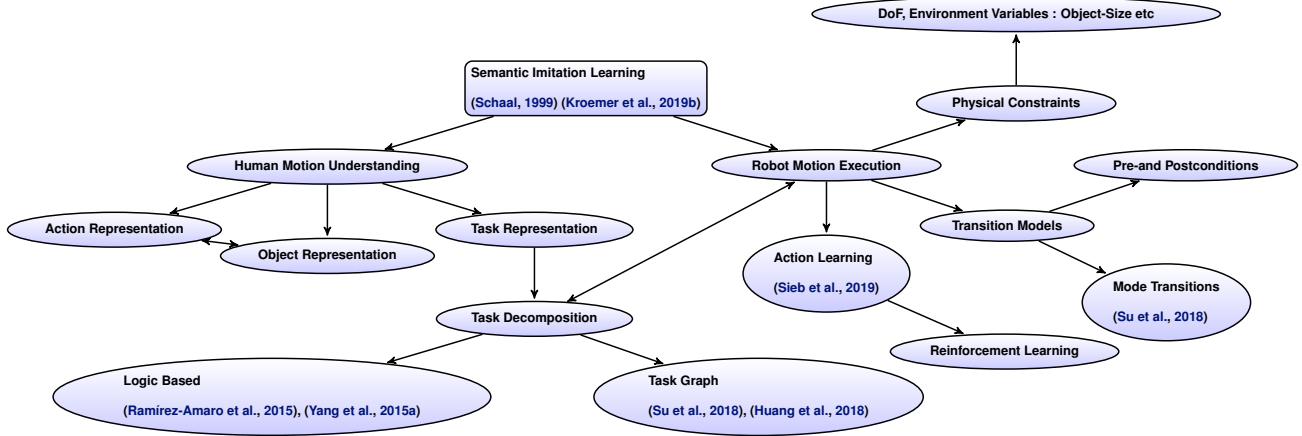 DoF, Environment Variables : Object-Size etc
Semantic Imitation Learning
(Schaal, 1999) (Kroemer et al., 2019b)
Physical Constraints
Human Motion Understanding
Robot Motion Execution
Pre-and Postconditions
Action Representation
Task Representation
Transition Models
Object Representation
Action Learning
(Sieb et al., 2019)
Mode Transitions
(Su et al., 2018)
Task Decomposition
Reinforcement Learning
Logic Based
(Ramírez-Amaro et al., 2015), (Yang et al., 2015a)
Task Graph
(Su et al., 2018), (Huang et al., 2018)